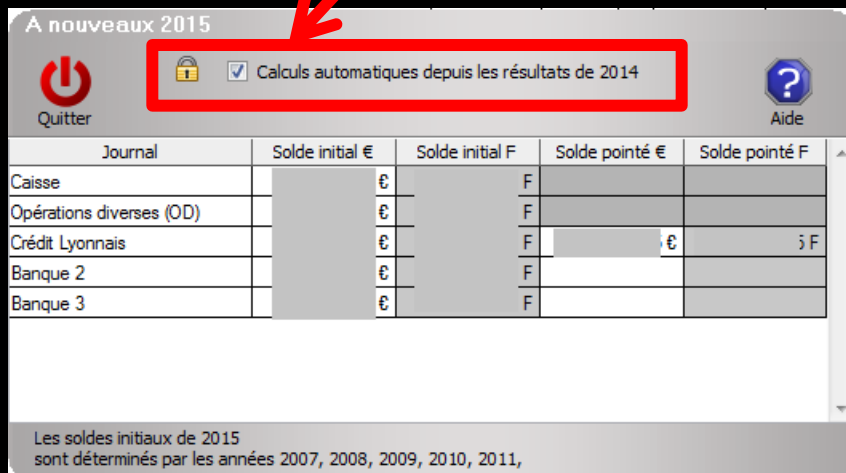 A nouveaux 2015
Calculs automatiques depuis les résultats de 2014
Quitter
?
Aide
Journal Solde initial € Solde initial F Solde pointé € Solde pointé F
Caisse € F
Opérations diverses (OD) € F
Crédit Lyonnais € F € F
Banque 2 € F
Banque 3 € F
Les soldes initiaux de 2015
sont déterminés par les années 2007, 2008, 2009, 2010, 2011,